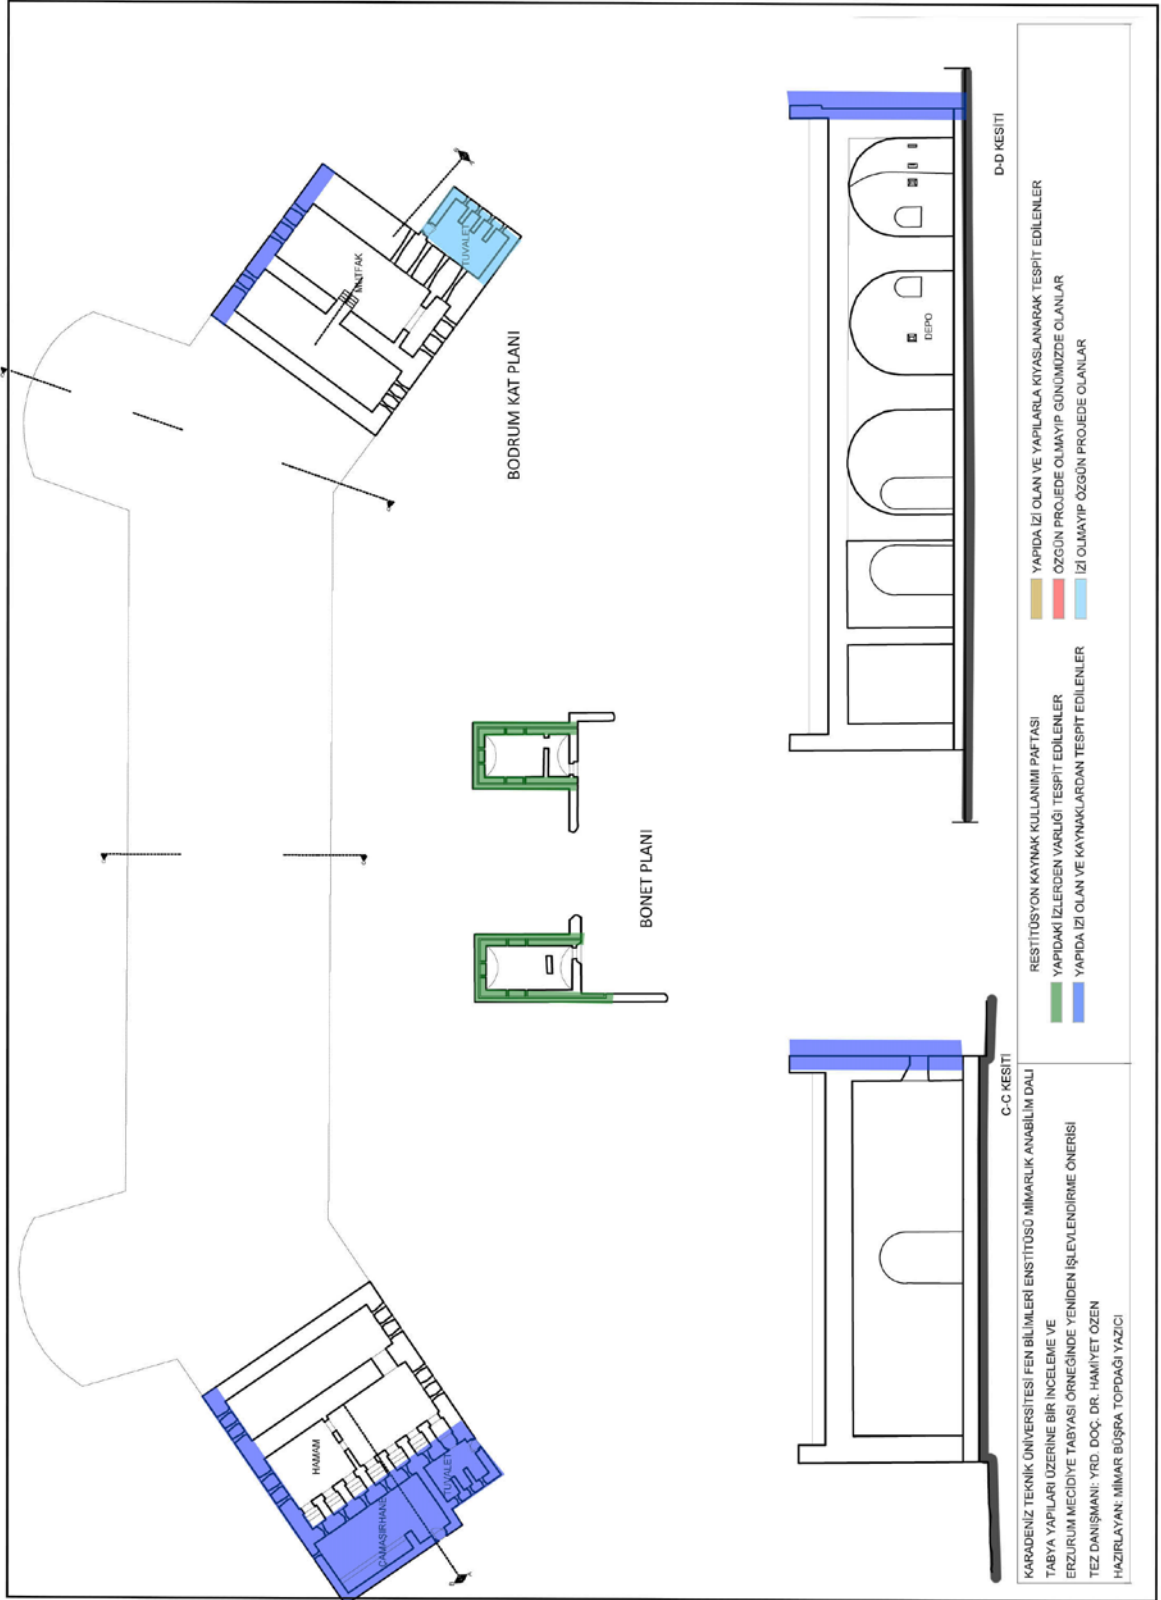 HAMAM
ÇAMAŞIRHANE
TUVALET
MUTFAK
TUVALET
BODRUM KAT PLANI
BONET PLANI
C-C KESİTİ
DEPO
D-D KESİTİ
KARADENİZ TEKNİK ÜNİVERSİTESİ FEN BİLİMLERİ ENSTİTÜSÜ MİMARLIK ANABİLİM DALI
TABYA YAPILARI ÜZERİNE BİR İNCELEME VE
ERZURUM MECİDİYE TABYASI ÖRNEĞİNDE YENİDEN İŞLEVLENDİRME ÖNERİSİ
TEZ DANIŞMANI: YRD. DOÇ. DR. HAMİYET ÖZEN
HAZIRLAYAN: MİMAR BÜŞRA TOPDAĞI YAZICI
RESTİTÜSYON KAYNAK KULLANIMI PAFTASI
YAPIDAKİ İZLERDEN VARLIĞI TESPİT EDİLENLER
YAPIDA İZİ OLAN VE KAYNAKLARDAN TESPİT EDİLENLER
YAPIDA İZİ OLAN VE YAPILARLA KIYASLANARAK TESPİT EDİLENLER
ÖZGÜN PROJEDE OLMAYIP GÜNÜMÜZDE OLANLAR
İZİ OLMAYIP ÖZGÜN PROJEDE OLANLAR